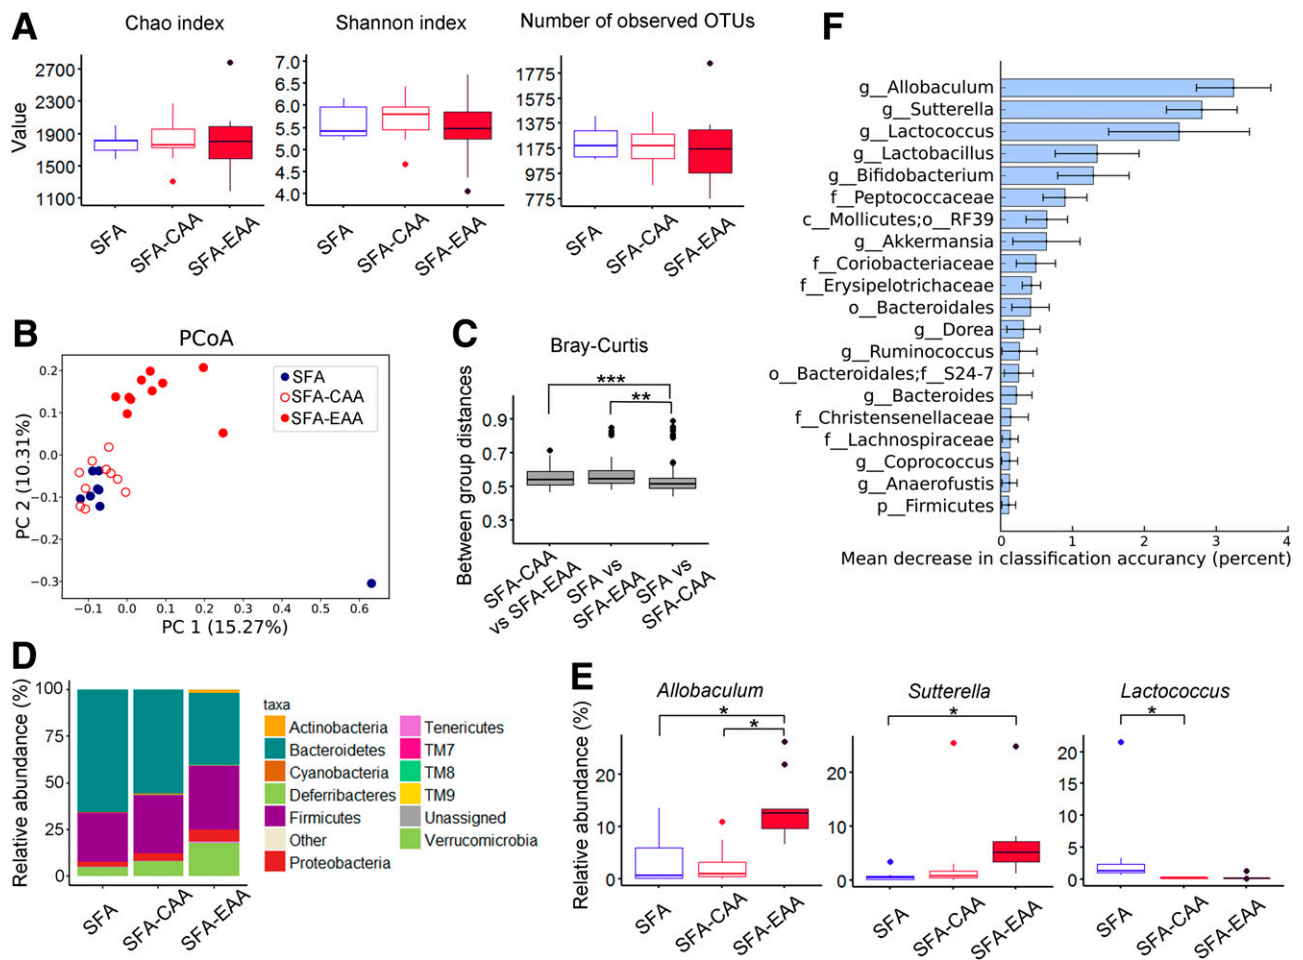 A
Chao index
Shannon index
Number of observed OTUs
Value
2700
2300
1900
1500
1100
SFA
SFA-CAA
SFA-EAA
7.0
6.5
6.0
5.5
5.0
4.5
4.0
SFA
SFA-CAA
SFA-EAA
1775
1575
1375
1175
975
775
SFA
SFA-CAA
SFA-EAA
B
PCoA
PC 2 (10.31%)
0.2
0.1
0.0
−0.1
−0.2
−0.3
−0.1
0.0
0.1
0.2
0.3
0.4
0.5
0.6
PC 1 (15.27%)
SFA
SFA-CAA
SFA-EAA
C
Bray-Curtis
***
**
Between group distances
0.9
0.7
0.5
0.3
SFA-CAA
vs SFA-EAA
SFA vs
SFA-EAA
SFA vs
SFA-CAA
D
Relative abundance (%)
100
75
50
25
0
SFA
SFA-CAA
SFA-EAA
taxa
Actinobacteria
Bacteroidetes
Cyanobacteria
Deferribacteres
Firmicutes
Other
Proteobacteria
Tenericutes
TM7
TM8
TM9
Unassigned
Verrucomicrobia
E
Allobaculum
Sutterella
Lactococcus
Relative abundance (%)
*
*
20
10
0
SFA
SFA-CAA
SFA-EAA
*
20
10
0
SFA
SFA-CAA
SFA-EAA
*
20
15
10
5
0
SFA
SFA-CAA
SFA-EAA
F
g__Allobaculum
g__Sutterella
g__Lactococcus
g__Lactobacillus
g__Bifidobacterium
f__Peptococcaceae
c__Mollicutes;o__RF39
g__Akkermansia
f__Coriobacteriaceae
f__Erysipelotrichaceae
o__Bacteroidales
g__Dorea
g__Ruminococcus
o__Bacteroidales;f__S24-7
g__Bacteroides
f__Christensenellaceae
f__Lachnospiraceae
g__Coprococcus
g__Anaerofustis
p__Firmicutes
0
1
2
3
4
Mean decrease in classification accurancy (percent)